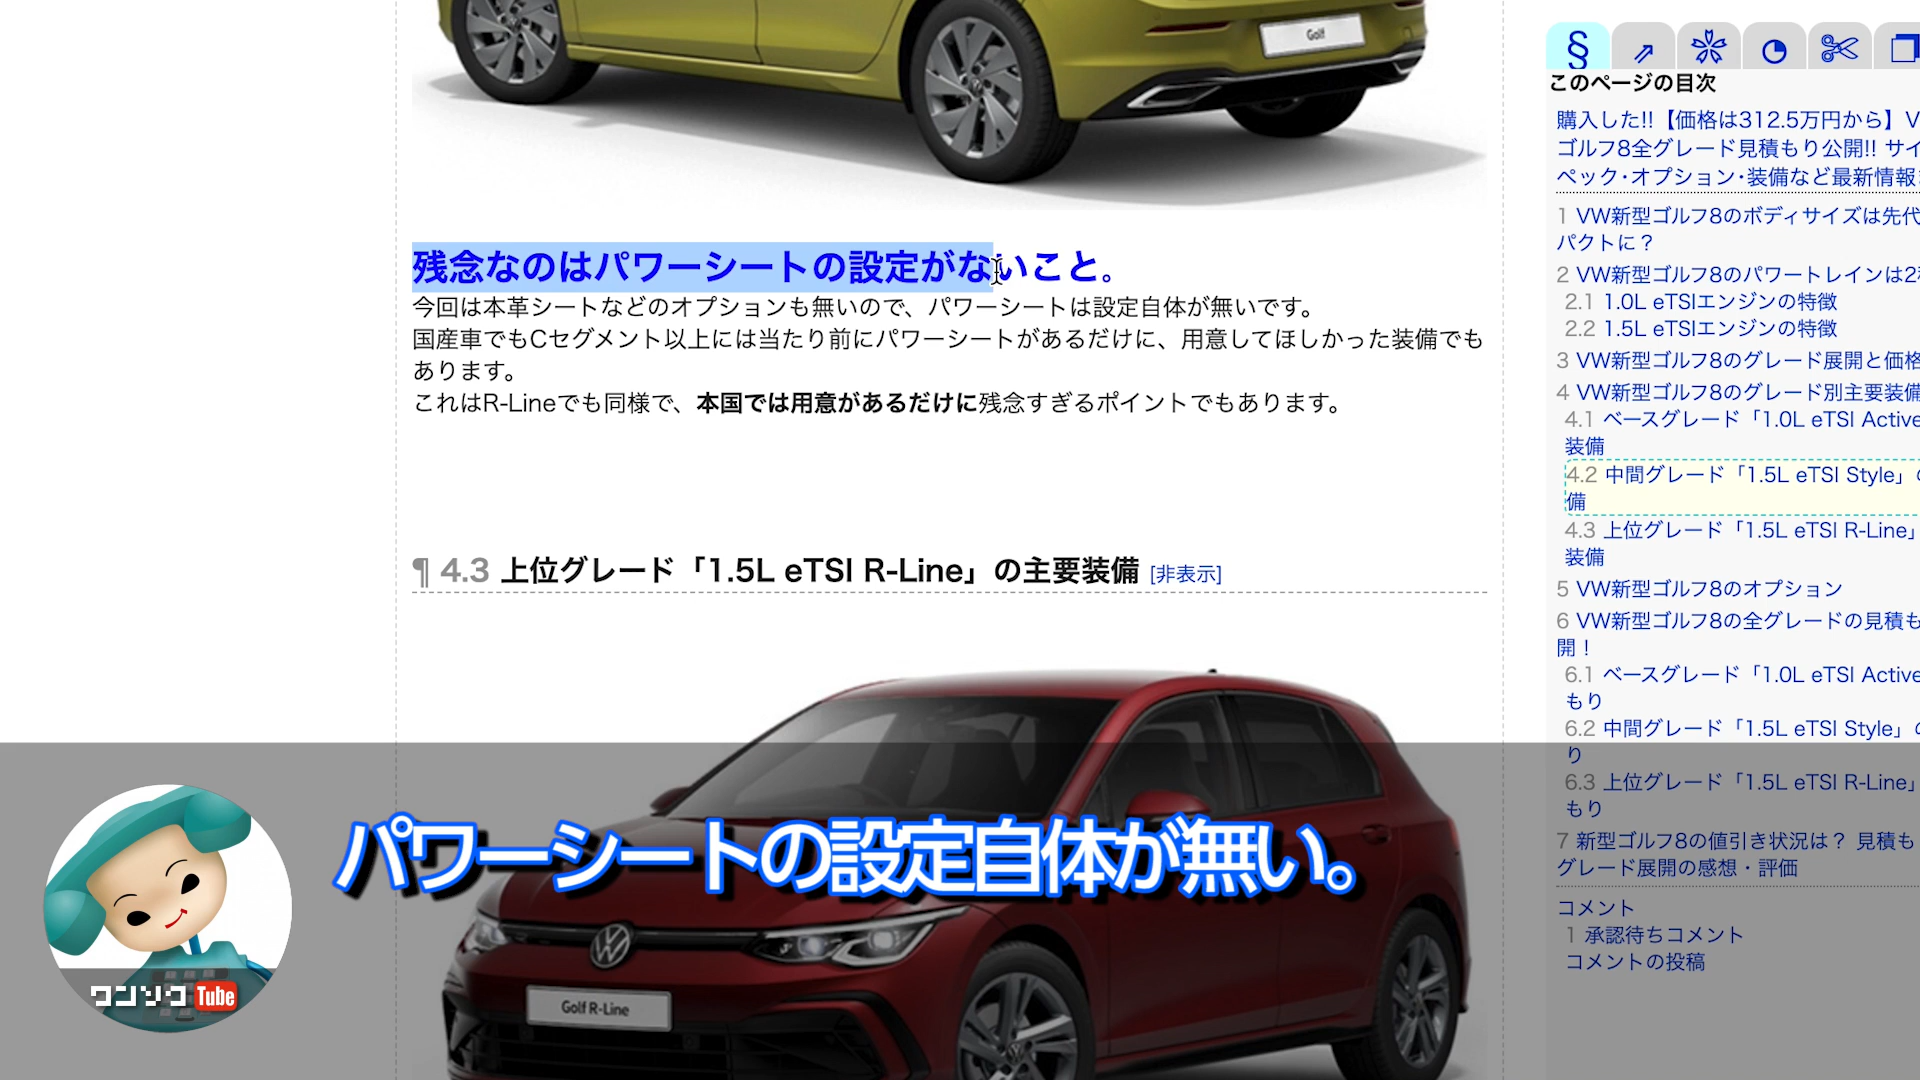 Golf
残念なのはパワーシートの設定がないこと。
今回は本革シートなどのオプションも無いので、パワーシートは設定自体が無いです。
国産車でもCセグメント以上には当たり前にパワーシートがあるだけに、用意してほしかった装備でも
あります。
これはR-Lineでも同様で、本国では用意があるだけに残念すぎるポイントでもあります。
¶ 4.3 上位グレード「1.5L eTSI R-Line」の主要装備 [非表示]
Golf R-Line
パワーシートの設定自体が無い。
ワンソクTube
§
このページの目次
購入した!!【価格は312.5万円から】V
ゴルフ8全グレード見積もり公開!! サイ
ペック･オプション･装備など最新情報
1 VW新型ゴルフ8のボディサイズは先代
パクトに？
2 VW新型ゴルフ8のパワートレインは2
2.1 1.0L eTSIエンジンの特徴
2.2 1.5L eTSIエンジンの特徴
3 VW新型ゴルフ8のグレード展開と価格
4 VW新型ゴルフ8のグレード別主要装備
4.1 ベースグレード「1.0L eTSI Active
装備
4.2 中間グレード「1.5L eTSI Style」
備
4.3 上位グレード「1.5L eTSI R-Line」
装備
5 VW新型ゴルフ8のオプション
6 VW新型ゴルフ8の全グレードの見積も
開！
6.1 ベースグレード「1.0L eTSI Active
もり
6.2 中間グレード「1.5L eTSI Style」
り
6.3 上位グレード「1.5L eTSI R-Line」
もり
7 新型ゴルフ8の値引き状況は？ 見積も
グレード展開の感想・評価
コメント
1 承認待ちコメント
コメントの投稿